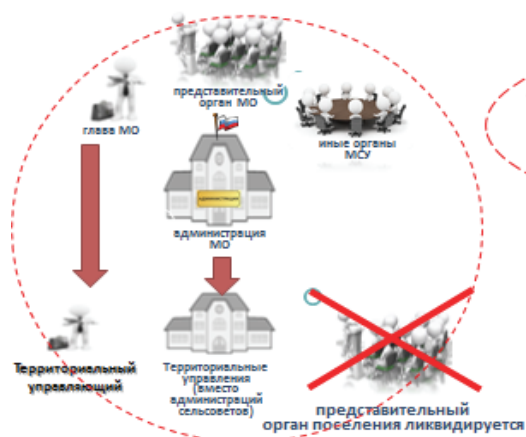 представительный
орган МО
глава МО
иные органы
МСУ
администрация
администрация
МО
Территориальный
управляющий
Территориальные
управления
(вместо
администраций
сельсоветов)
представительный
орган поселения ликвидируется